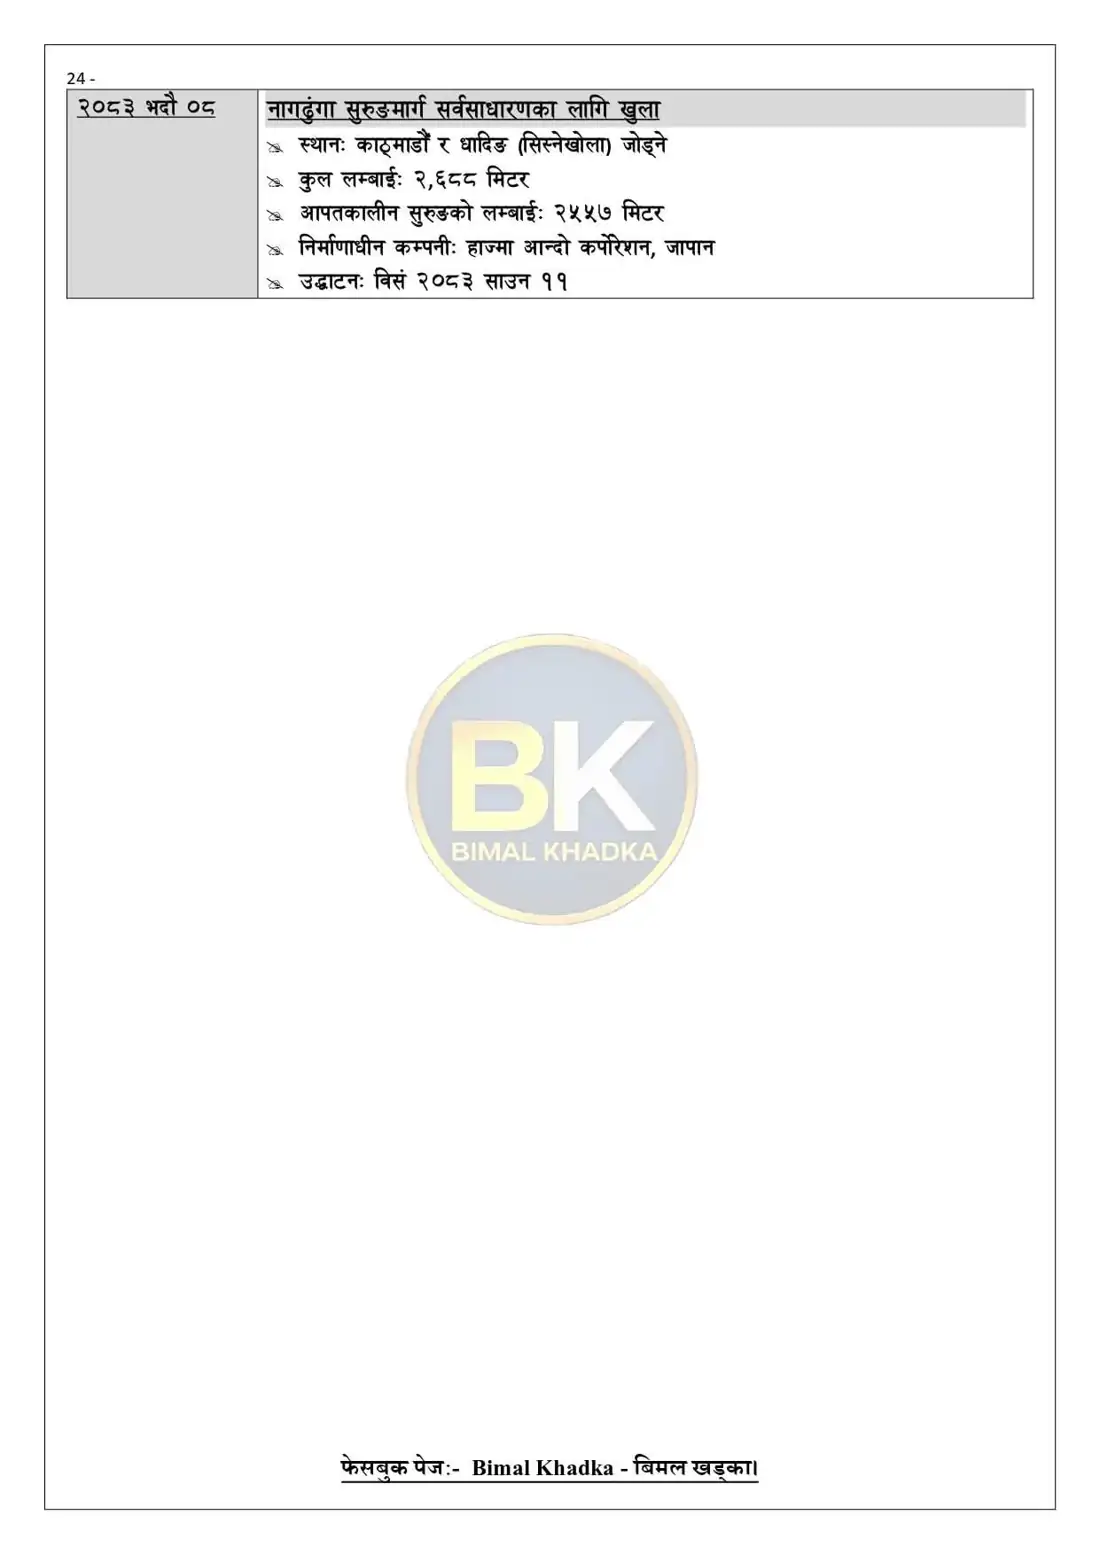 24 -
२०८३ भदौ ०८
नागढुंगा सुरुङमार्ग सर्वसाधारणका लागि खुला
स्थानः काठ्माडौं र धादिङ (सिस्नेखोला) जोड्ने
कुल लम्बाईः २,६८८ मिटर
आपतकालीन सुरुङको लम्बाईः २५५७ मिटर
निर्माणाधीन कम्पनीः हाज्मा आन्दो कर्पोरेशन, जापान
उद्घाटनः विसं २०८३ साउन ११
BK
BIMAL KHADKA
फेसबुक पेजः- Bimal Khadka - बिमल खड्का।